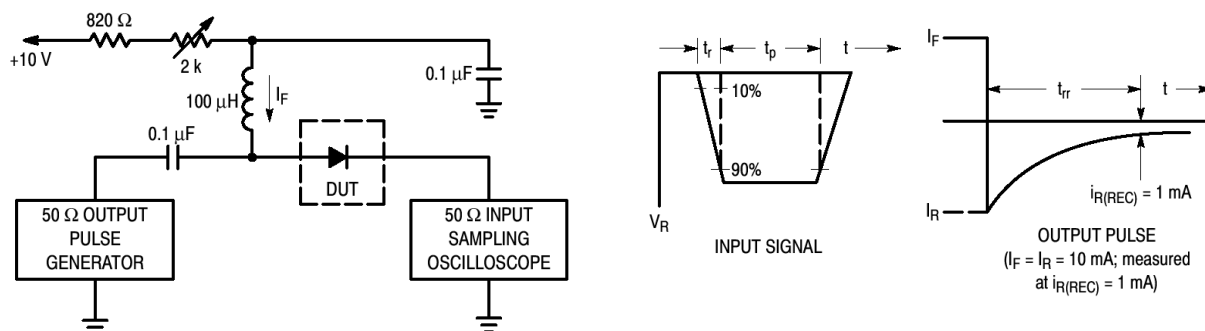 820 Ω
+10 V
2 k
0.1 μF
100 μH
I_F
0.1 μF
DUT
50 Ω OUTPUT
PULSE
GENERATOR
50 Ω INPUT
SAMPLING
OSCILLOSCOPE
t_r
t_p
t
10%
90%
V_R
INPUT SIGNAL
I_F
t_rr
t
I_R
i_R(REC) = 1 mA
OUTPUT PULSE
(I_F = I_R = 10 mA; measured
at i_R(REC) = 1 mA)